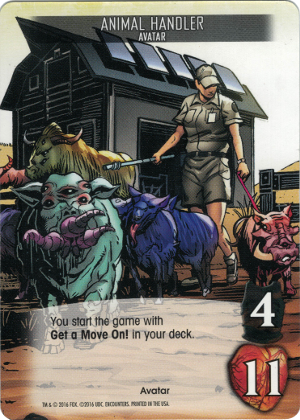 ANIMAL HANDLER
AVATAR
4
You start the game with
Get a Move On! in your deck.
11
Avatar
TM & © 2016 FOX. ©2016 UDC. ENCOUNTERS. PRINTED IN THE USA.